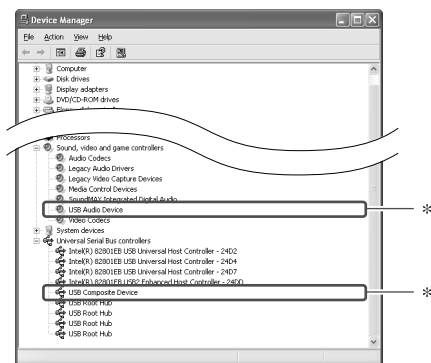 Device Manager
File Action View Help
Computer
Disk drives
Display adapters
DVD/CD-ROM drives
Processors
Sound, video and game controllers
Audio Codecs
Legacy Audio Drivers
Legacy Video Capture Devices
Media Control Devices
SoundMAX Integrated Digital Audio
USB Audio Device
*
Video Codecs
System devices
Universal Serial Bus controllers
Intel(R) 82801EB USB Universal Host Controller - 24D2
Intel(R) 82801EB USB Universal Host Controller - 24D4
Intel(R) 82801EB USB Universal Host Controller - 24D7
Intel(R) 82801EB USB2 Enhanced Host Controller - 24DD
USB Composite Device
*
USB Root Hub
USB Root Hub
USB Root Hub
USB Root Hub